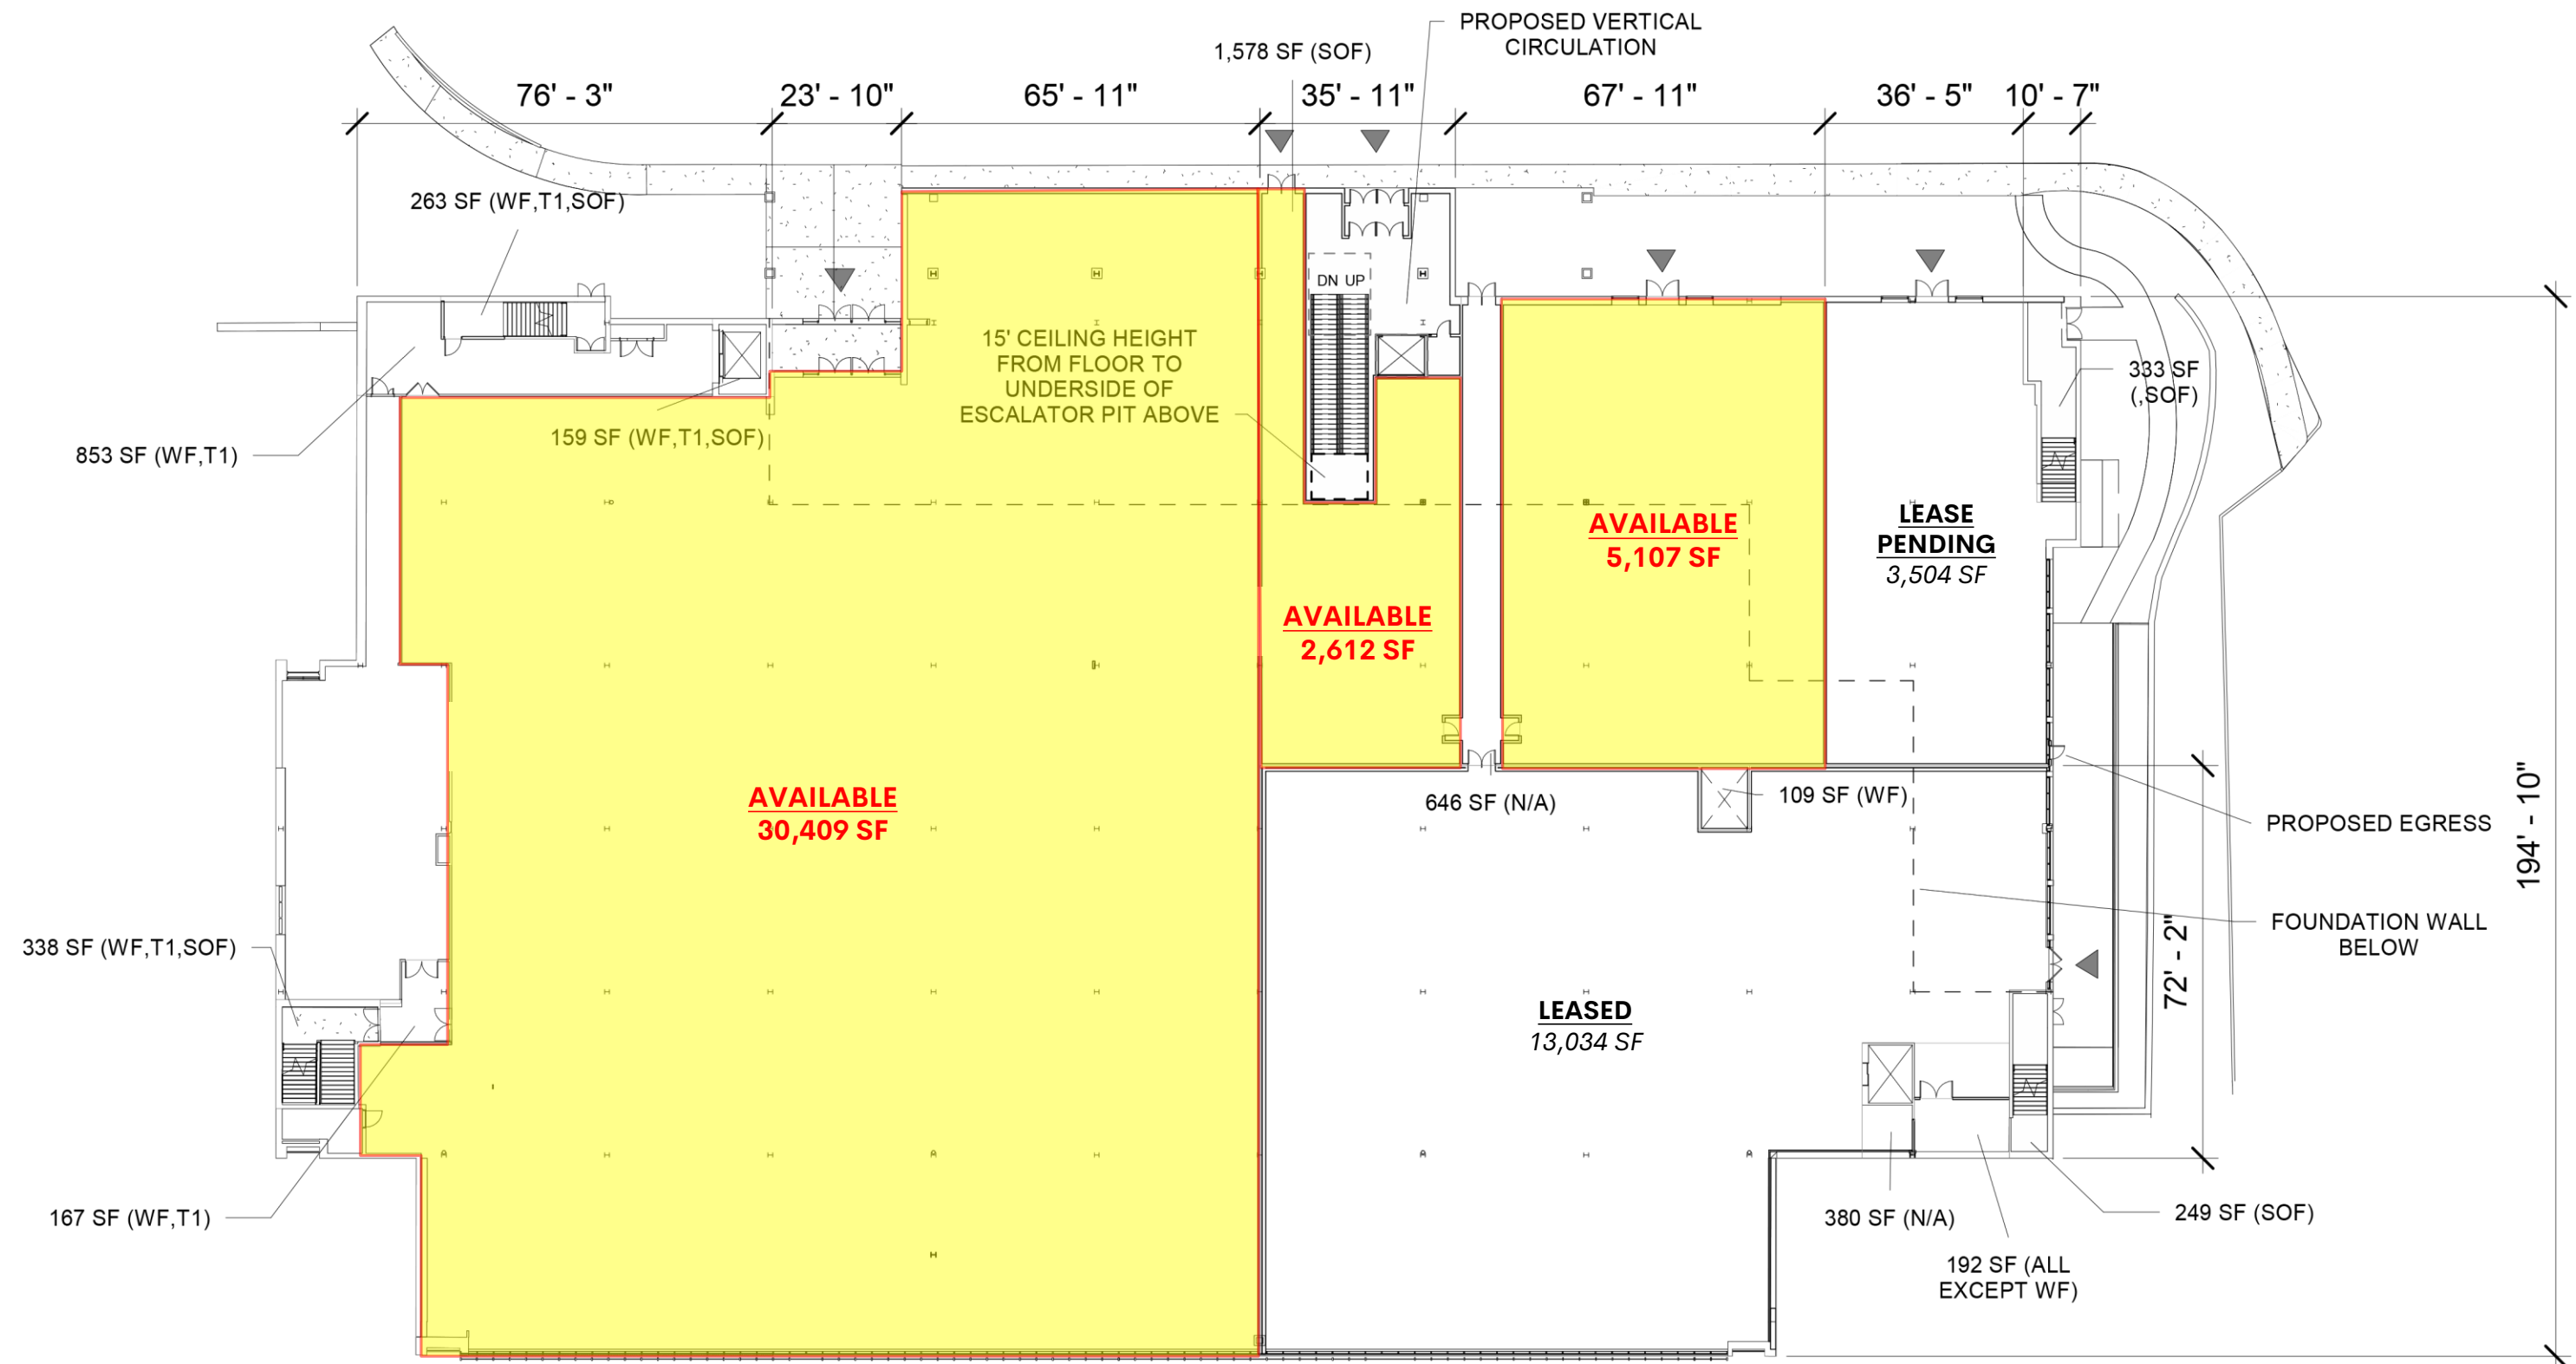 PROPOSED VERTICAL
CIRCULATION
1,578 SF (SOF)
76' - 3"
23' - 10"
65' - 11"
35' - 11"
67' - 11"
36' - 5"
10' - 7"
263 SF (WF,T1,SOF)
DN UP
15' CEILING HEIGHT
FROM FLOOR TO
UNDERSIDE OF
ESCALATOR PIT ABOVE
333 SF
(,SOF)
159 SF (WF,T1,SOF)
853 SF (WF,T1)
LEASE
PENDING
3,504 SF
AVAILABLE
5,107 SF
AVAILABLE
2,612 SF
AVAILABLE
30,409 SF
646 SF (N/A)
109 SF (WF)
PROPOSED EGRESS
194' - 10"
FOUNDATION WALL
BELOW
72' - 2"
338 SF (WF,T1,SOF)
LEASED
13,034 SF
167 SF (WF,T1)
380 SF (N/A)
249 SF (SOF)
192 SF (ALL
EXCEPT WF)